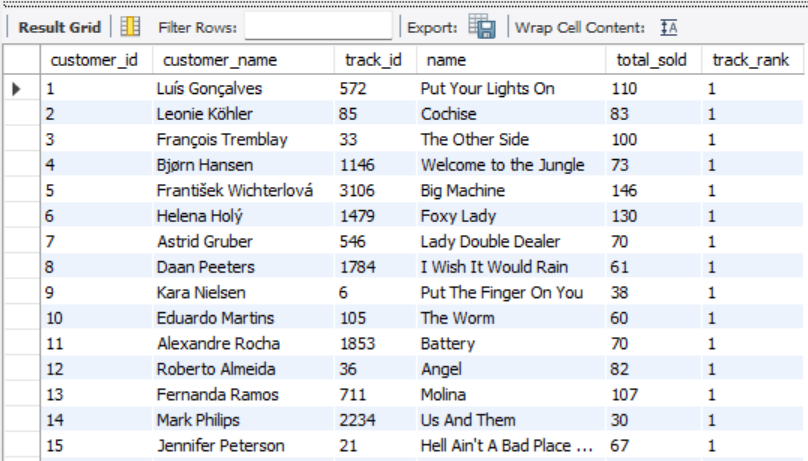 Result Grid Filter Rows: Export: Wrap Cell Content: IA
customer_id customer_name track_id name total_sold track_rank
1 Luís Gonçalves 572 Put Your Lights On 110 1
2 Leonie Köhler 85 Cochise 83 1
3 François Tremblay 33 The Other Side 100 1
4 Bjørn Hansen 1146 Welcome to the Jungle 73 1
5 František Wichterlová 3106 Big Machine 146 1
6 Helena Holý 1479 Foxy Lady 130 1
7 Astrid Gruber 546 Lady Double Dealer 70 1
8 Daan Peeters 1784 I Wish It Would Rain 61 1
9 Kara Nielsen 6 Put The Finger On You 38 1
10 Eduardo Martins 105 The Worm 60 1
11 Alexandre Rocha 1853 Battery 70 1
12 Roberto Almeida 36 Angel 82 1
13 Fernanda Ramos 711 Molina 107 1
14 Mark Philips 2234 Us And Them 30 1
15 Jennifer Peterson 21 Hell Ain't A Bad Place ... 67 1